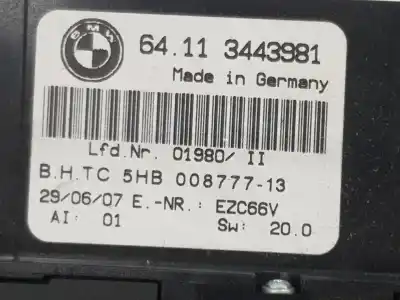 BMW
64.11 3443981
Made in Germany
Lfd.Nr. 01980/ II
B.H.TC 5HB 008777-13
29/06/07 E.-NR.: EZC66V
AI: 01 Sw: 20.0